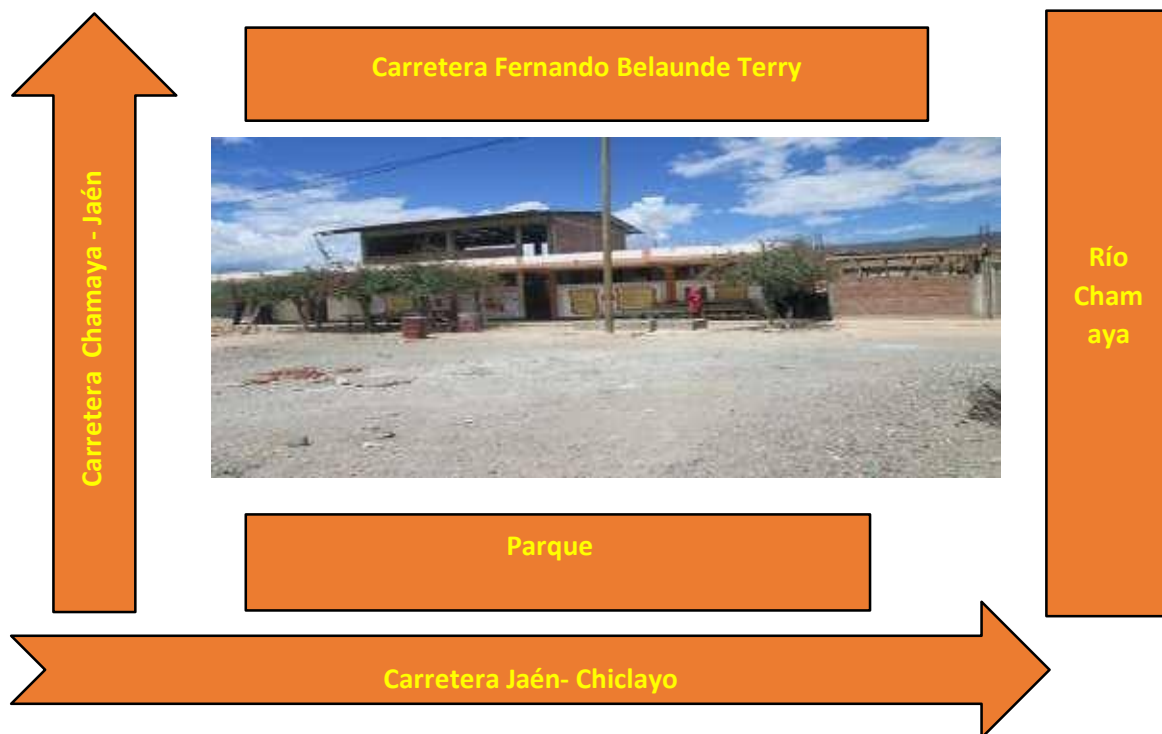 Carretera Fernando Belaunde Terry
Carretera Chamaya - Jaén
Río
Cham
aya
Parque
Carretera Jaén- Chiclayo